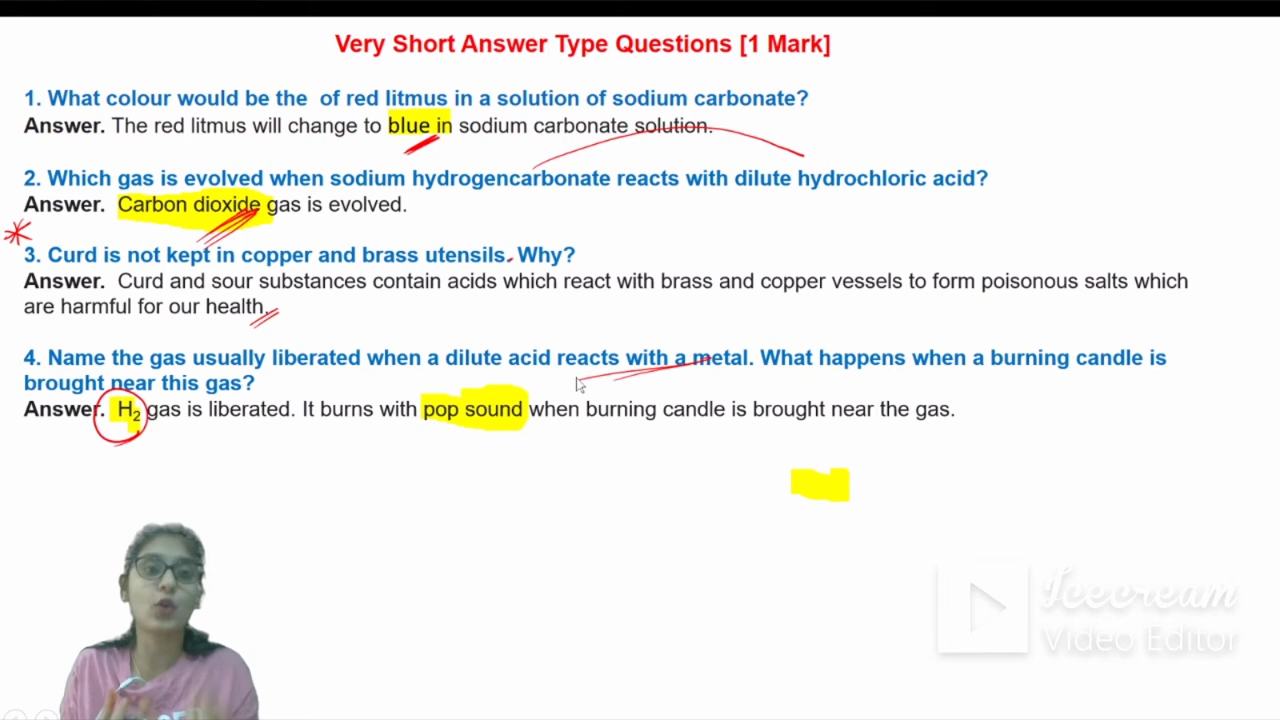 Very Short Answer Type Questions [1 Mark]
1. What colour would be the of red litmus in a solution of sodium carbonate?
Answer. The red litmus will change to blue in sodium carbonate solution.
2. Which gas is evolved when sodium hydrogencarbonate reacts with dilute hydrochloric acid?
Answer. Carbon dioxide gas is evolved.
3. Curd is not kept in copper and brass utensils. Why?
Answer. Curd and sour substances contain acids which react with brass and copper vessels to form poisonous salts which
are harmful for our health.
4. Name the gas usually liberated when a dilute acid reacts with a metal. What happens when a burning candle is
brought near this gas?
Answer. H₂ gas is liberated. It burns with pop sound when burning candle is brought near the gas.
Icecream
Video Editor